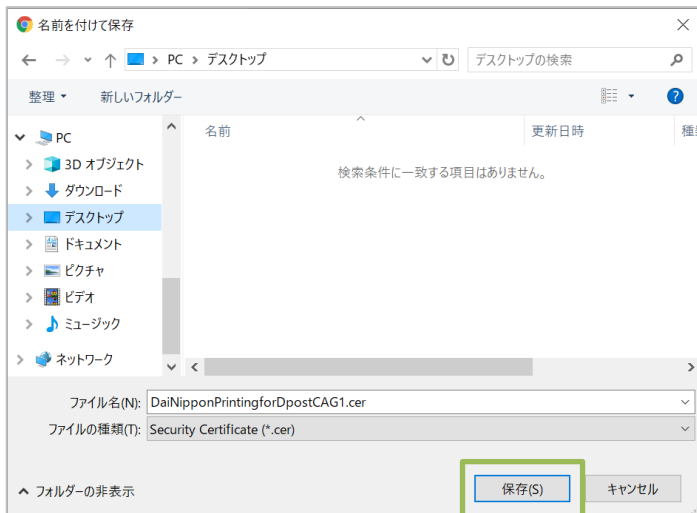 名前を付けて保存
PC デスクトップ デスクトップの検索
整理 新しいフォルダー ?
名前 更新日時 種
検索条件に一致する項目はありません。
PC
3D オブジェクト
ダウンロード
デスクトップ
ドキュメント
ピクチャ
ビデオ
ミュージック
ネットワーク
ファイル名(N): DaiNipponPrintingforDpostCAG1.cer
ファイルの種類(T): Security Certificate (*.cer)
フォルダーの非表示 保存(S) キャンセル